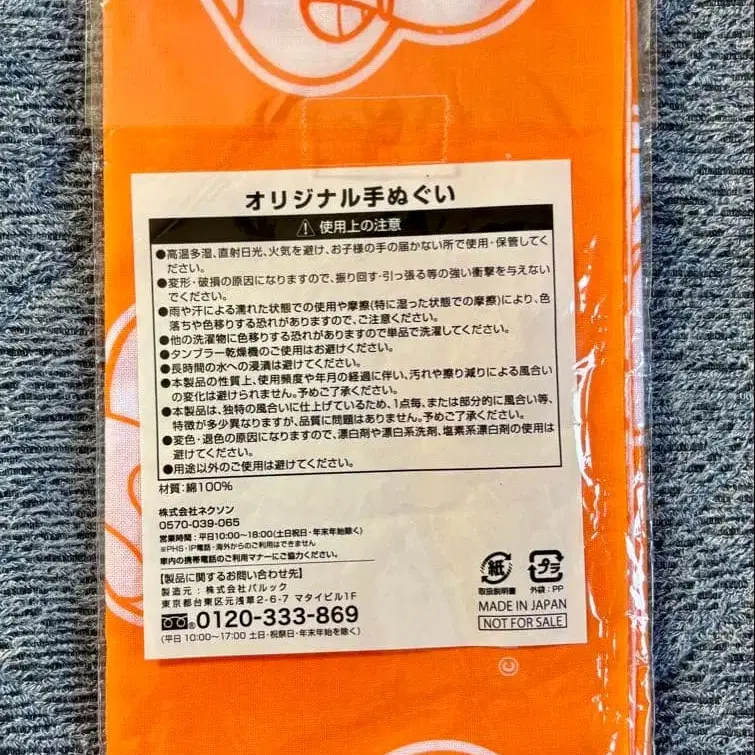 オリジナル手ぬぐい
使用上の注意
●高温多湿、直射日光、火気を避け、お子様の手の届かない所で使用・保管してく
ださい。
●変形・破損の原因になりますので、振り回す・引っ張る等の強い衝撃を与えない
でください。
●雨や汗による濡れた状態での使用や摩擦(特に湿った状態での摩擦)により、色
落ちや色移りする恐れがありますので、ご注意ください。
●他の洗濯物に色移りする恐れがありますので単品で洗濯してください。
●タンブラー乾燥機のご使用はお避けください。
●長時間の水への浸漬は避けてください。
●本製品の性質上、使用頻度や年月の経過に伴い、汚れや擦り減りによる風合い
の変化は避けられません。予めご了承ください。
●本製品は、独特の風合いに仕上げているため、1点毎、または部分的に風合い等、
特徴が多少異なりますが、品質に問題はありません。予めご了承ください。
●変色・退色の原因になりますので、漂白剤や漂白系洗剤、塩素系漂白剤の使用は
避けてください。
●用途以外のご使用は避けてください。
材質:綿100%
株式会社ネクソン
0570-039-065
営業時間:平日10:00~18:00(土日祝日・年末年始除く)
※PHS・IP電話・海外からのご利用はできません
車内の携帯電話のご利用マナーにご協力ください。
【製品に関するお問い合わせ先】
製造元:株式会社バルック
東京都台東区元浅草2-6-7 マタイビル1F
0120-333-869
(平日 10:00~17:00 土日・祝祭日・年末年始を除く)
紙
取扱説明書
プラ
外袋:PP
MADE IN JAPAN
NOT FOR SALE
©